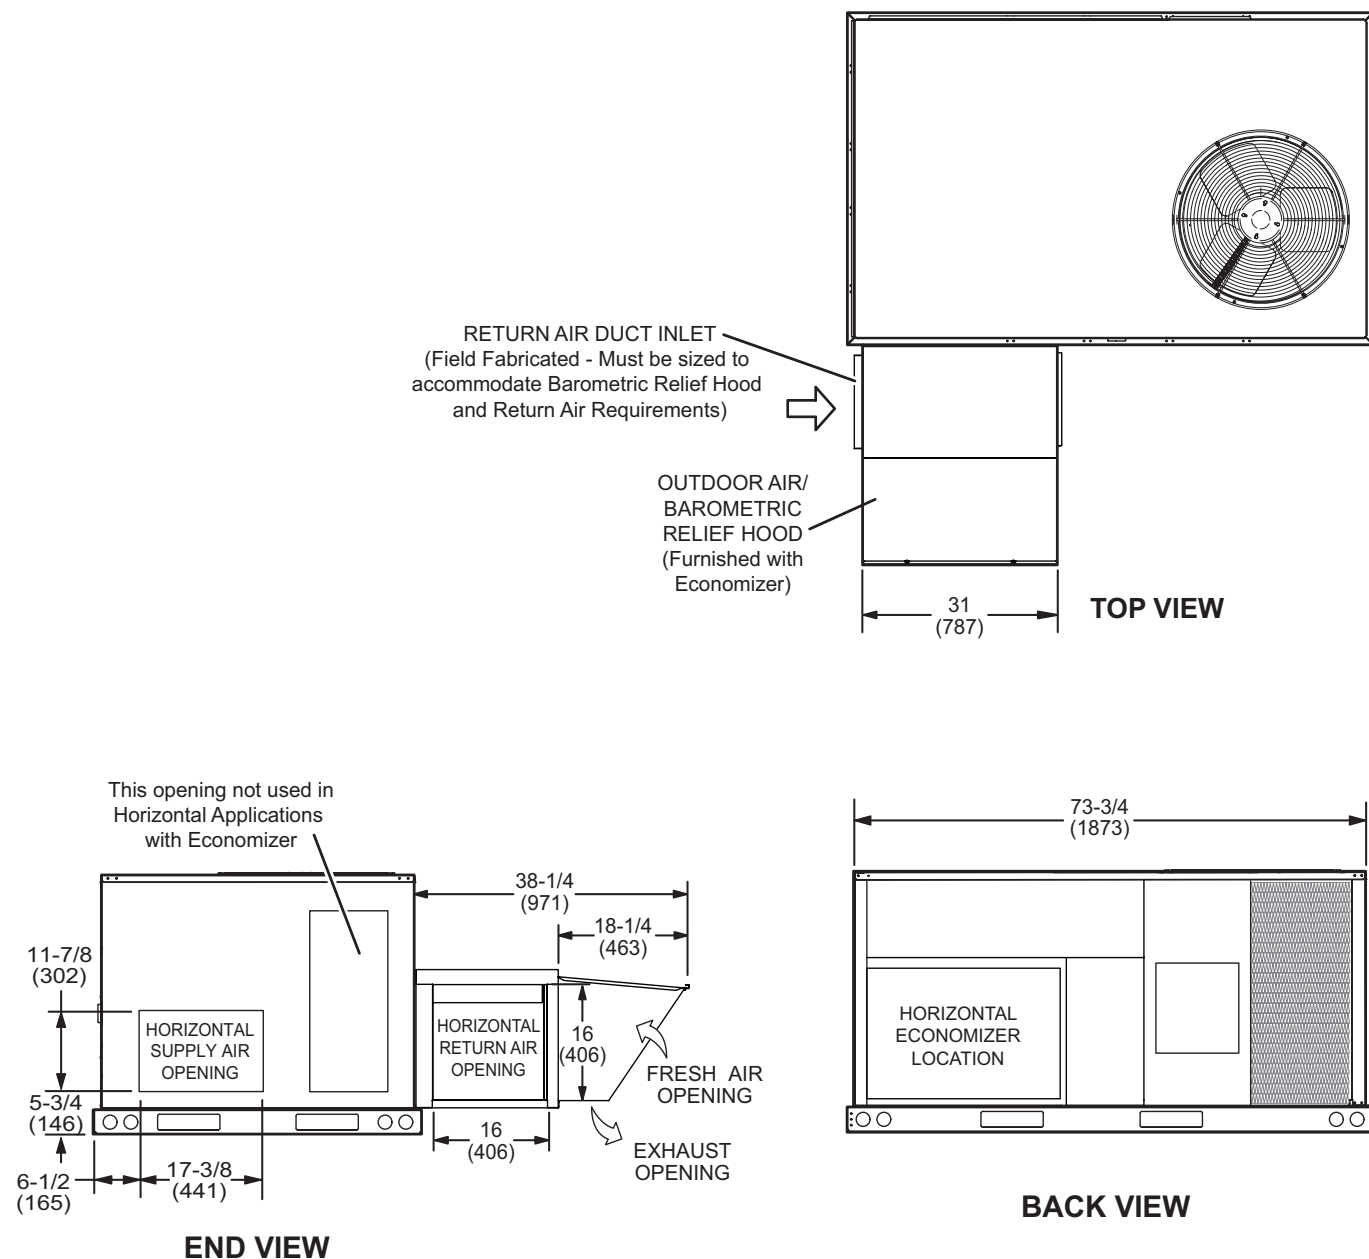 RETURN AIR DUCT INLET
(Field Fabricated - Must be sized to
accommodate Barometric Relief Hood
and Return Air Requirements)
OUTDOOR AIR/
BAROMETRIC
RELIEF HOOD
(Furnished with
Economizer)
31
(787)
TOP VIEW
This opening not used in
Horizontal Applications
with Economizer
38-1/4
(971)
18-1/4
(463)
11-7/8
(302)
HORIZONTAL
SUPPLY AIR
OPENING
HORIZONTAL
RETURN AIR
OPENING
16
(406)
FRESH AIR
OPENING
5-3/4
(146)
16
(406)
EXHAUST
OPENING
6-1/2
(165)
17-3/8
(441)
END VIEW
73-3/4
(1873)
HORIZONTAL
ECONOMIZER
LOCATION
BACK VIEW